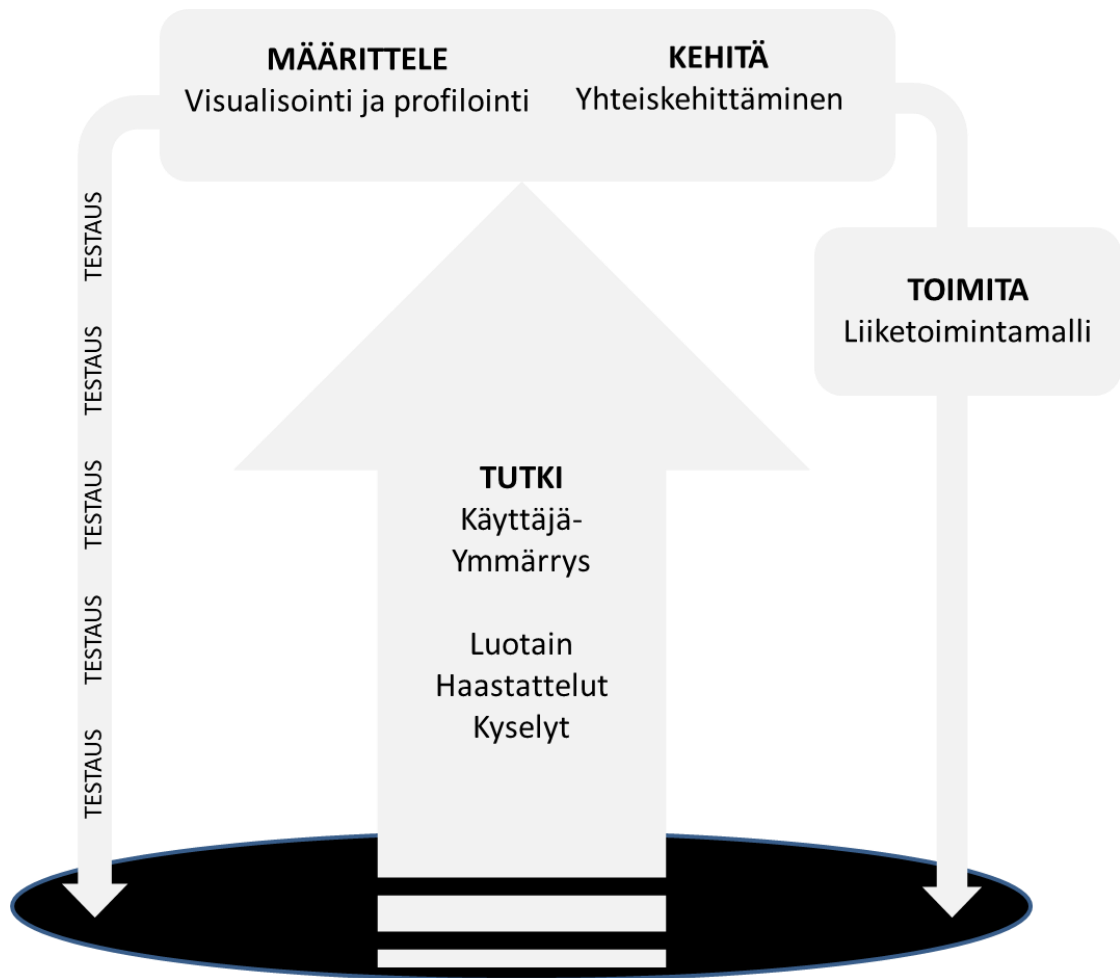 MÄÄRITTELE
Visualisointi ja profilointi
KEHITÄ
Yhteiskehittäminen
TESTAUS
TESTAUS
TESTAUS
TESTAUS
TESTAUS
TOIMITA
Liiketoimintamalli
TUTKI
Käyttäjä-
Ymmärrys
Luotain
Haastattelut
Kyselyt